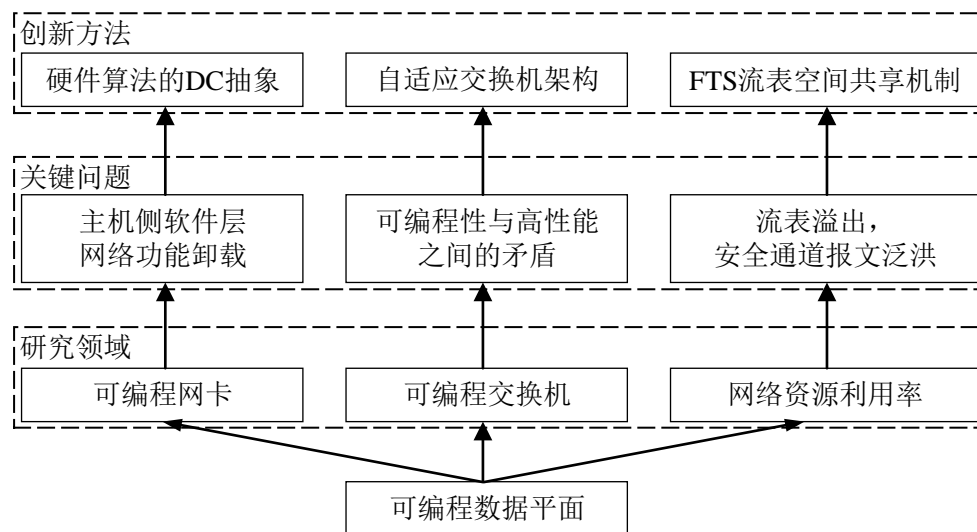 创新方法
硬件算法的DC抽象
自适应交换机架构
FTS流表空间共享机制
关键问题
主机侧软件层
网络功能卸载
可编程性与高性能
之间的矛盾
流表溢出，
安全通道报文泛洪
研究领域
可编程网卡
可编程交换机
网络资源利用率
可编程数据平面